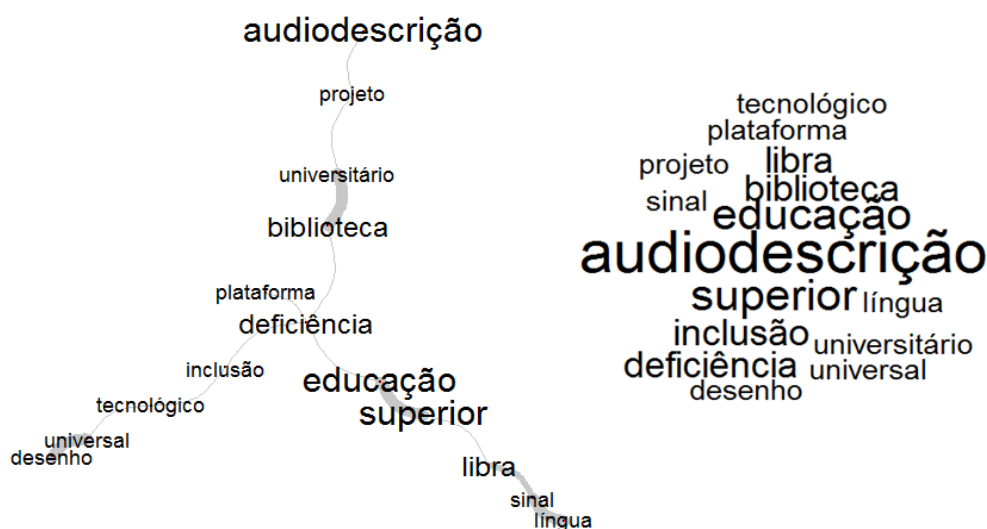 audiodescrição
projeto
universitário
biblioteca
plataforma
deficiência
inclusão
educação
tecnológico
superior
universal
desenho
libra
sinal
língua
tecnológico
plataforma
projeto libra
biblioteca
sinal
educação
audiodescrição
superior língua
inclusão universitário
deficiência universal
desenho